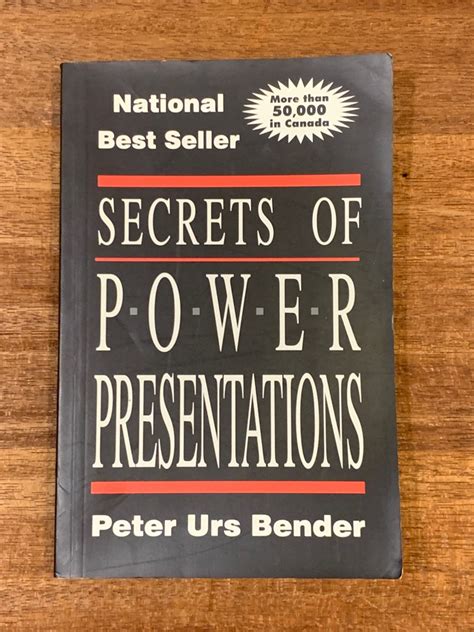 National
Best Seller
More than
50,000
in Canada
SECRETS OF
P·O·W·E·R
PRESENTATIONS
Peter Urs Bender